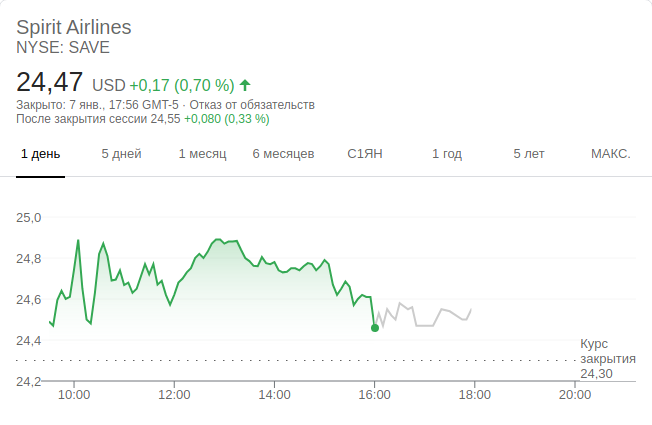 Spirit Airlines
NYSE: SAVE
24,47 USD +0,17 (0,70 %)
Закрыто: 7 янв., 17:56 GMT-5 · Отказ от обязательств
После закрытия сессии 24,55 +0,080 (0,33 %)
1 день 5 дней 1 месяц 6 месяцев С1ЯН 1 год 5 лет МАКС.
25,0
24,8
24,6
24,4
Курс
закрытия
24,30
24,2
10:00 12:00 14:00 16:00 18:00 20:00